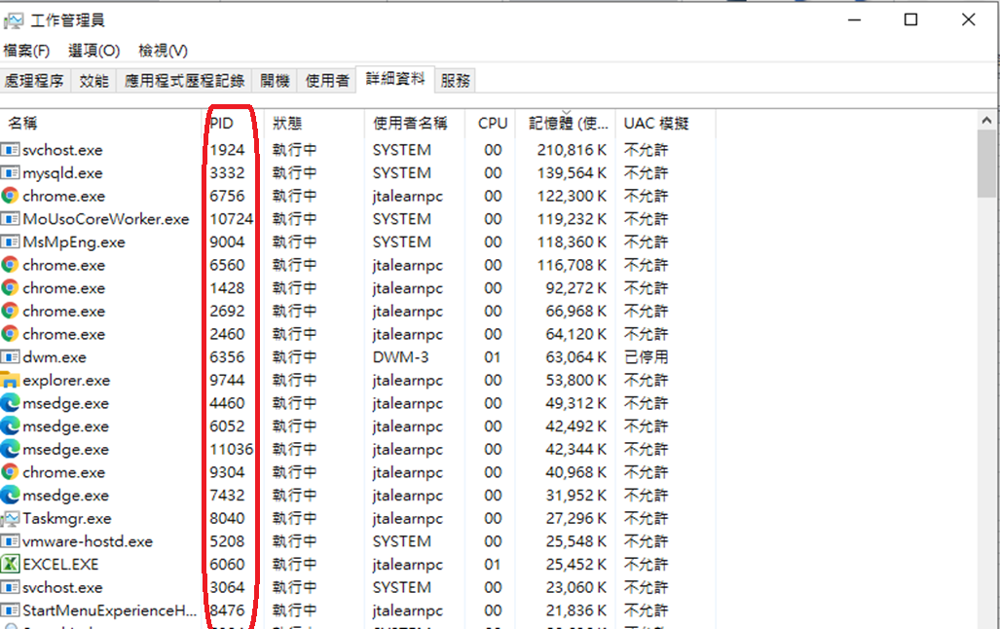 工作管理員
檔案(F) 選項(O) 檢視(V)
處理程序 效能 應用程式歷程記錄 開機 使用者 詳細資料 服務
名稱 PID 狀態 使用者名稱 CPU 記憶體 (使... UAC 模擬
svchost.exe 1924 執行中 SYSTEM 00 210,816 K 不允許
mysqld.exe 3332 執行中 SYSTEM 00 139,564 K 不允許
chrome.exe 6756 執行中 jtalearnpc 00 122,300 K 不允許
MoUsoCoreWorker.exe 10724 執行中 SYSTEM 00 119,232 K 不允許
MsMpEng.exe 9004 執行中 SYSTEM 00 118,360 K 不允許
chrome.exe 6560 執行中 jtalearnpc 00 116,708 K 不允許
chrome.exe 1428 執行中 jtalearnpc 00 92,272 K 不允許
chrome.exe 2692 執行中 jtalearnpc 00 66,968 K 不允許
chrome.exe 2460 執行中 jtalearnpc 00 64,120 K 不允許
dwm.exe 6356 執行中 DWM-3 01 63,064 K 已停用
explorer.exe 9744 執行中 jtalearnpc 00 53,800 K 不允許
msedge.exe 4460 執行中 jtalearnpc 00 49,312 K 不允許
msedge.exe 6052 執行中 jtalearnpc 00 42,492 K 不允許
msedge.exe 11036 執行中 jtalearnpc 00 42,344 K 不允許
chrome.exe 9304 執行中 jtalearnpc 00 40,968 K 不允許
msedge.exe 7432 執行中 jtalearnpc 00 31,952 K 不允許
Taskmgr.exe 8040 執行中 jtalearnpc 00 27,296 K 不允許
vmware-hostd.exe 5208 執行中 SYSTEM 00 25,548 K 不允許
EXCEL.EXE 6060 執行中 jtalearnpc 01 25,452 K 不允許
svchost.exe 3064 執行中 SYSTEM 00 23,060 K 不允許
StartMenuExperienceH... 8476 執行中 jtalearnpc 00 21,836 K 不允許